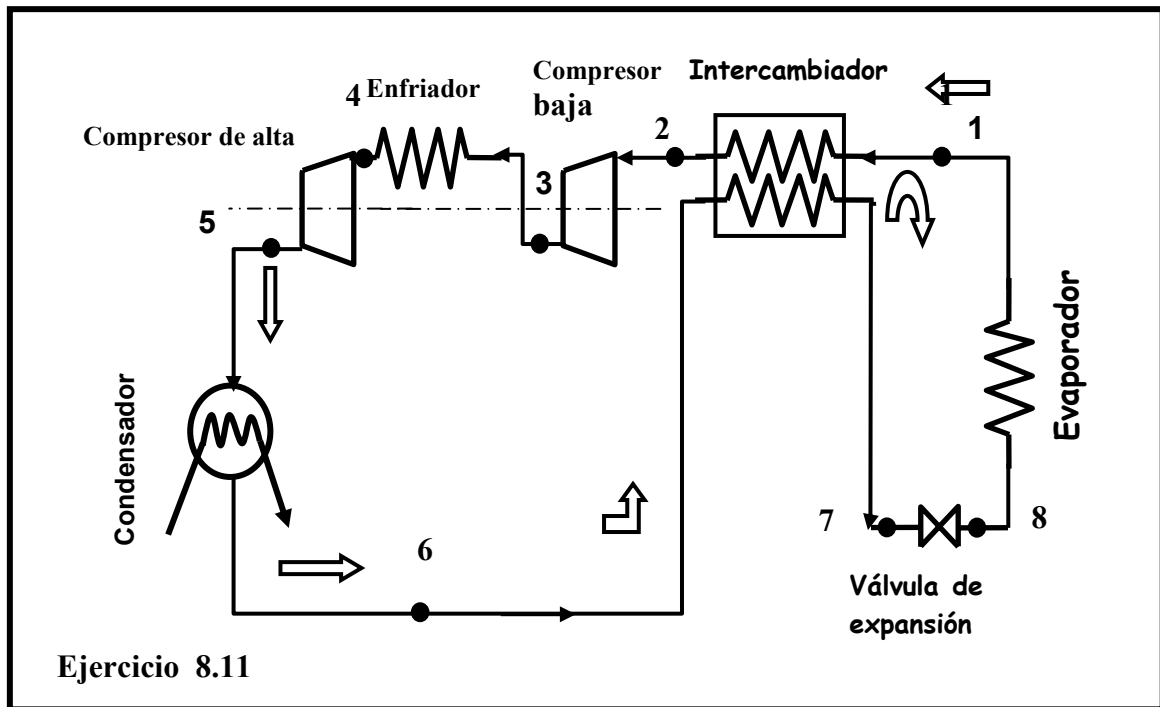 4 Enfriador
Compresor
baja
Intercambiador
1
Compresor de alta
2
1
3
5
Condensador
Evaporador
6
7
8
Válvula de
expansión
Ejercicio 8.11